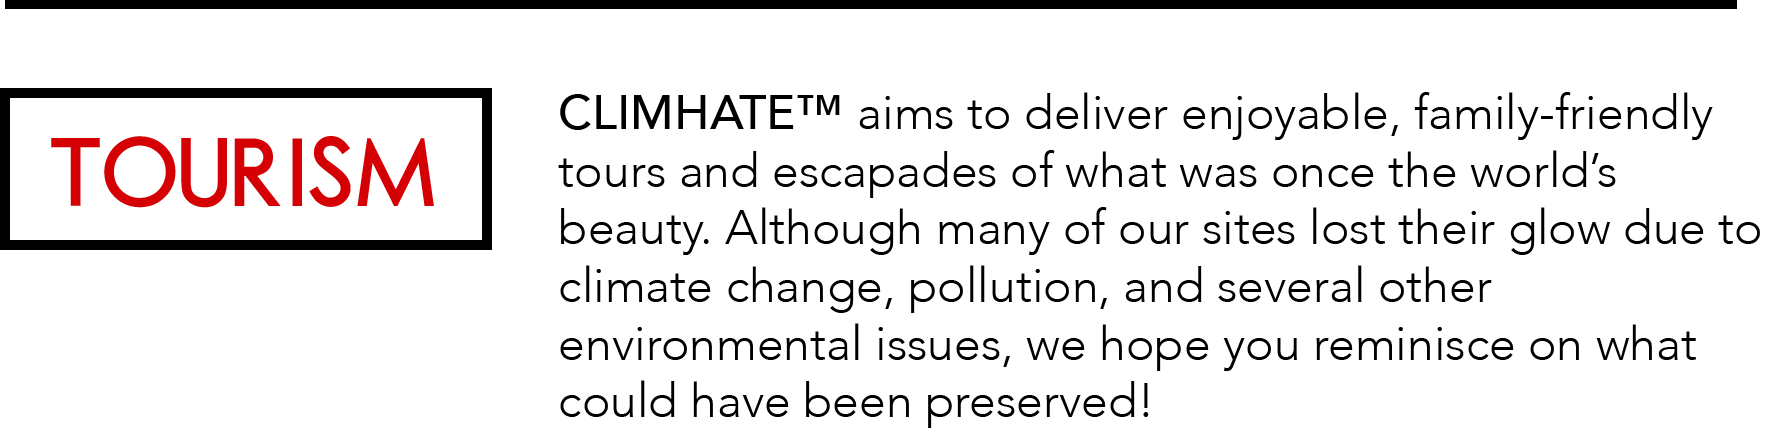 TOURISM
CLIMHATE™ aims to deliver enjoyable, family-friendly
tours and escapades of what was once the world’s
beauty. Although many of our sites lost their glow due to
climate change, pollution, and several other
environmental issues, we hope you reminisce on what
could have been preserved!